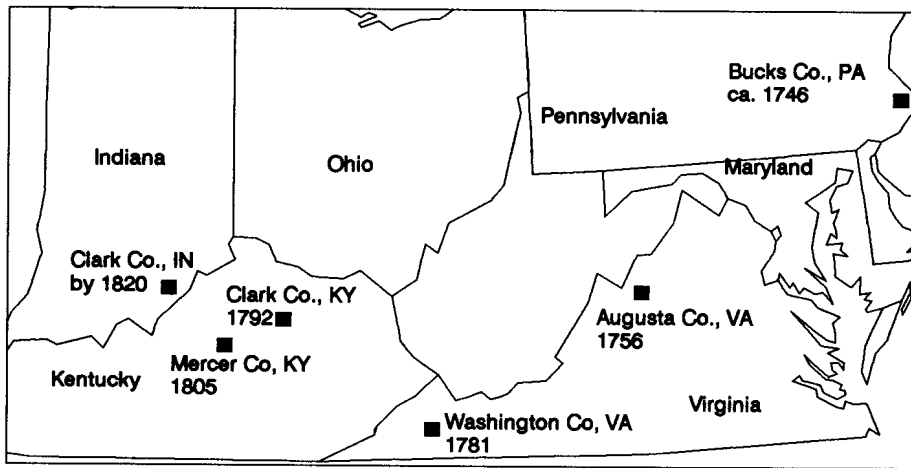 Bucks Co., PA
ca. 1746
Pennsylvania
Indiana
Ohio
Maryland
Clark Co., IN
by 1820
Clark Co., KY
1792
Augusta Co., VA
1756
Mercer Co, KY
1805
Kentucky
Virginia
Washington Co, VA
1781